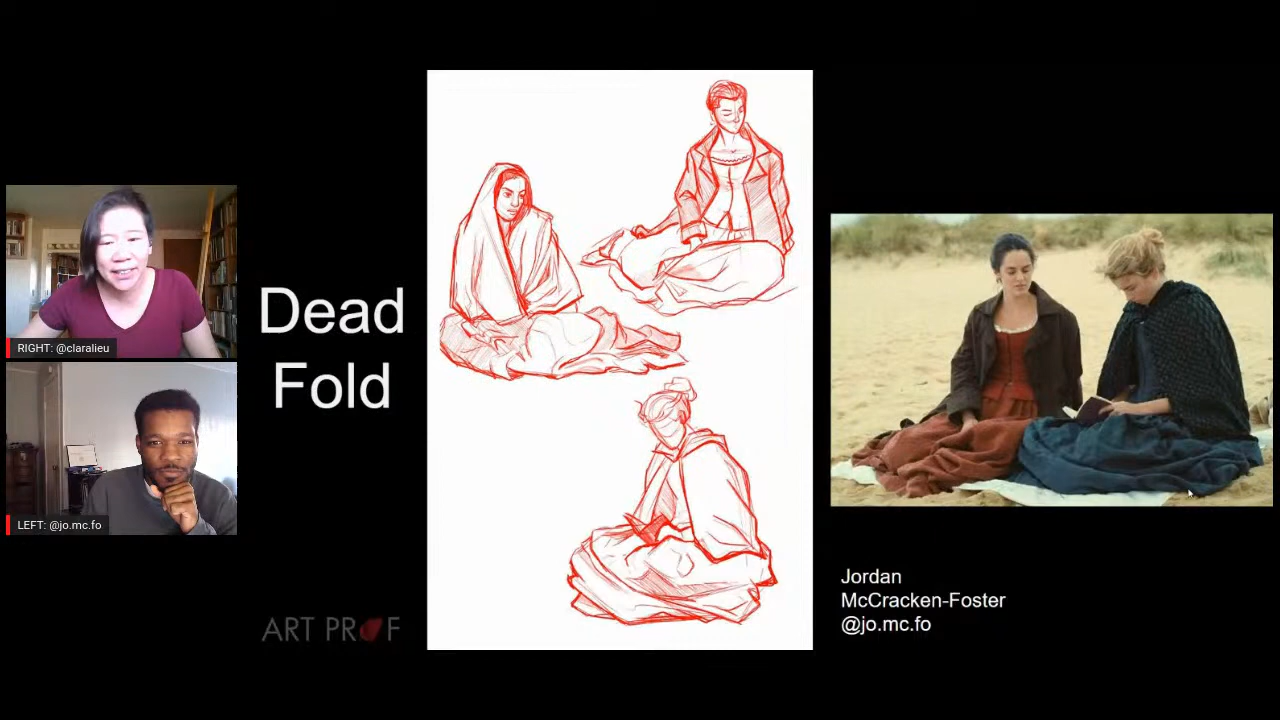 RIGHT: @claralieu
LEFT: @jo.mc.fo
Dead
Fold
ART PROF
Jordan
McCracken-Foster
@jo.mc.fo